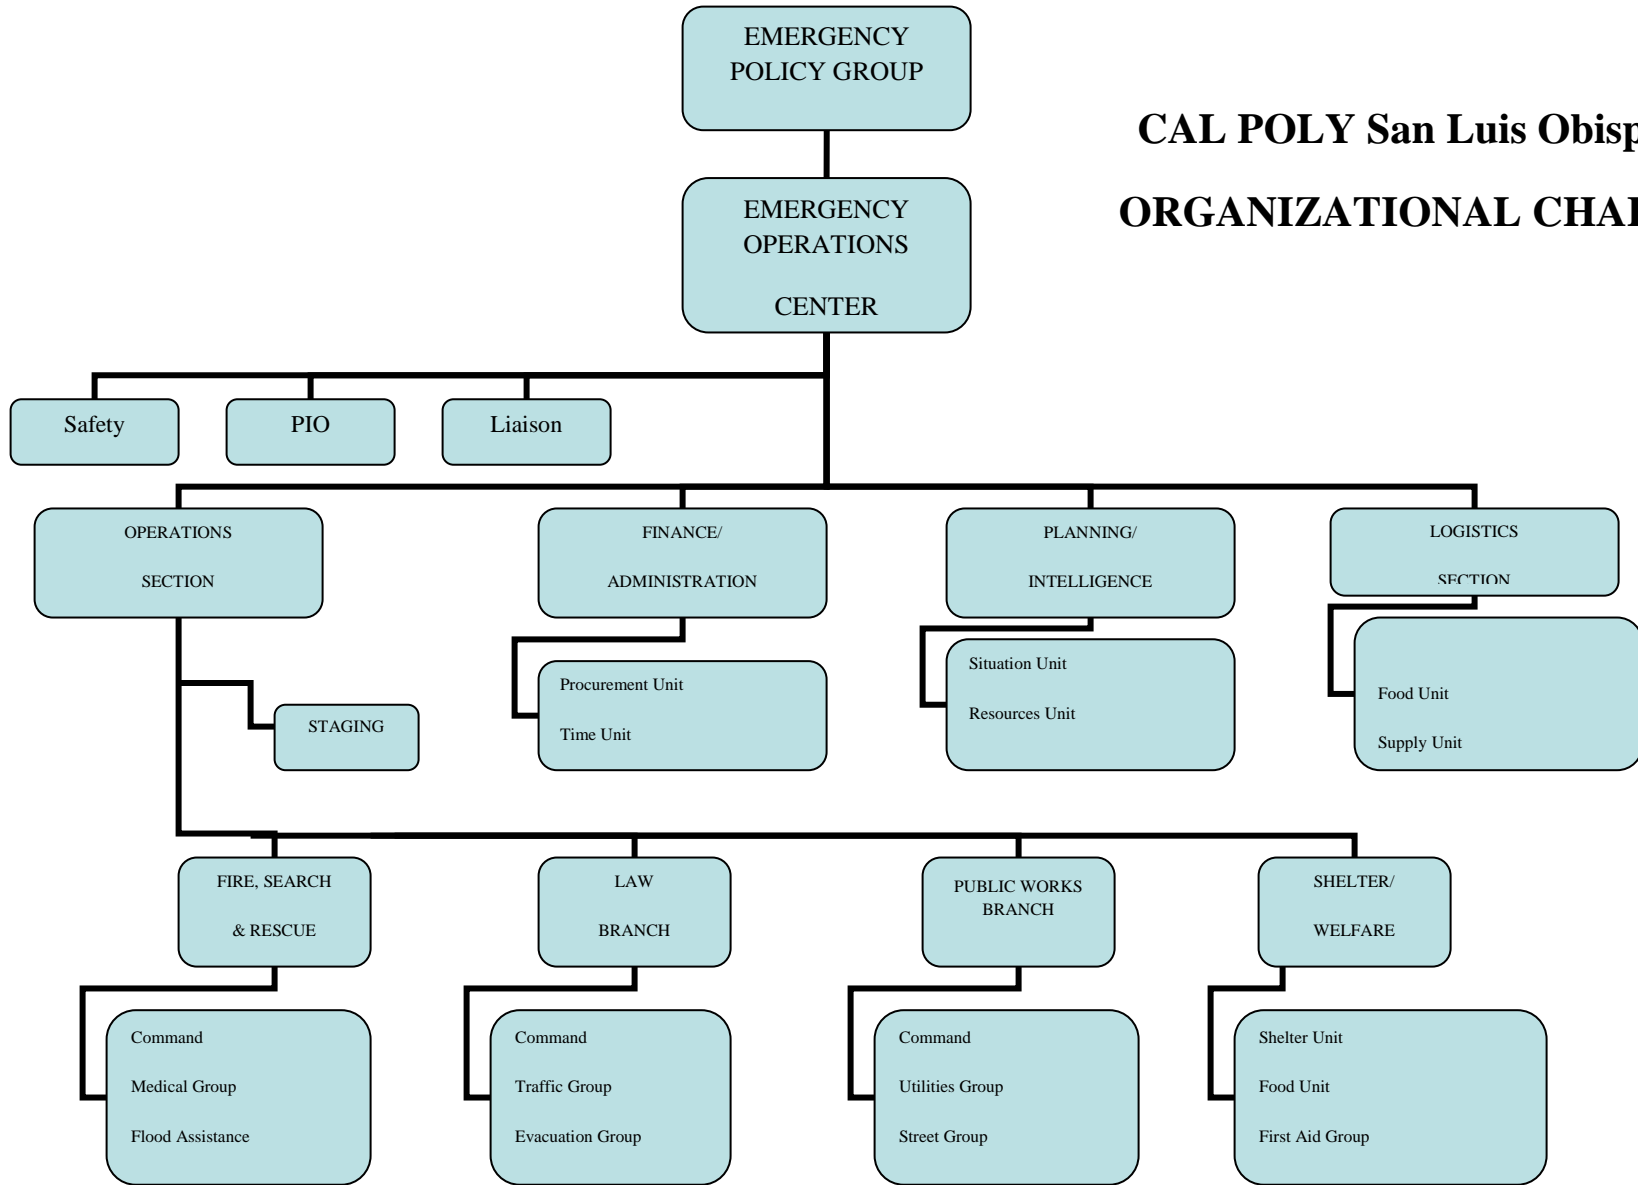 EMERGENCY
POLICY GROUP
CAL POLY San Luis Obisp
ORGANIZATIONAL CHA
EMERGENCY
OPERATIONS
CENTER
Safety
PIO
Liaison
OPERATIONS
SECTION
FINANCE/
ADMINISTRATION
PLANNING/
INTELLIGENCE
LOGISTICS
SECTION
Procurement Unit
Time Unit
Situation Unit
Resources Unit
Food Unit
Supply Unit
STAGING
FIRE, SEARCH
& RESCUE
LAW
BRANCH
PUBLIC WORKS
BRANCH
SHELTER/
WELFARE
Command
Medical Group
Flood Assistance
Command
Traffic Group
Evacuation Group
Command
Utilities Group
Street Group
Shelter Unit
Food Unit
First Aid Group